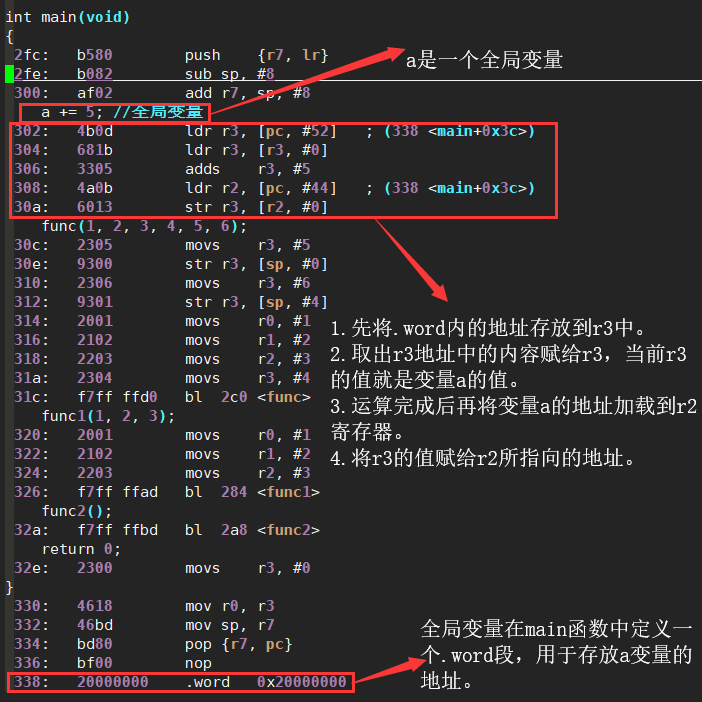 int main(void)
{
2fc: b580 push {r7, lr}
2fe: b082 sub sp, #8
300: af02 add r7, sp, #8
a += 5; //全局变量
302: 4b0d ldr r3, [pc, #52] ; (338 <main+0x3c>)
304: 681b ldr r3, [r3, #0]
306: 3305 adds r3, #5
308: 4a0b ldr r2, [pc, #44] ; (338 <main+0x3c>)
30a: 6013 str r3, [r2, #0]
func(1, 2, 3, 4, 5, 6);
30c: 2305 movs r3, #5
30e: 9300 str r3, [sp, #0]
310: 2306 movs r3, #6
312: 9301 str r3, [sp, #4]
314: 2001 movs r0, #1
316: 2102 movs r1, #2
318: 2203 movs r2, #3
31a: 2304 movs r3, #4
31c: f7ff ffd0 bl 2c0 <func>
func1(1, 2, 3);
320: 2001 movs r0, #1
322: 2102 movs r1, #2
324: 2203 movs r2, #3
326: f7ff ffad bl 284 <func1>
func2();
32a: f7ff ffbd bl 2a8 <func2>
return 0;
32e: 2300 movs r3, #0
}
330: 4618 mov r0, r3
332: 46bd mov sp, r7
334: bd80 pop {r7, pc}
336: bf00 nop
338: 20000000 .word 0x20000000
a是一个全局变量
1.先将.word内的地址存放到r3中。
2.取出r3地址中的内容赋给r3，当前r3
的值就是变量a的值。
3.运算完成后再将变量a的地址加载到r2
寄存器。
4.将r3的值赋给r2所指向的地址。
全局变量在main函数中定义一
个.word段，用于存放a变量的
地址。